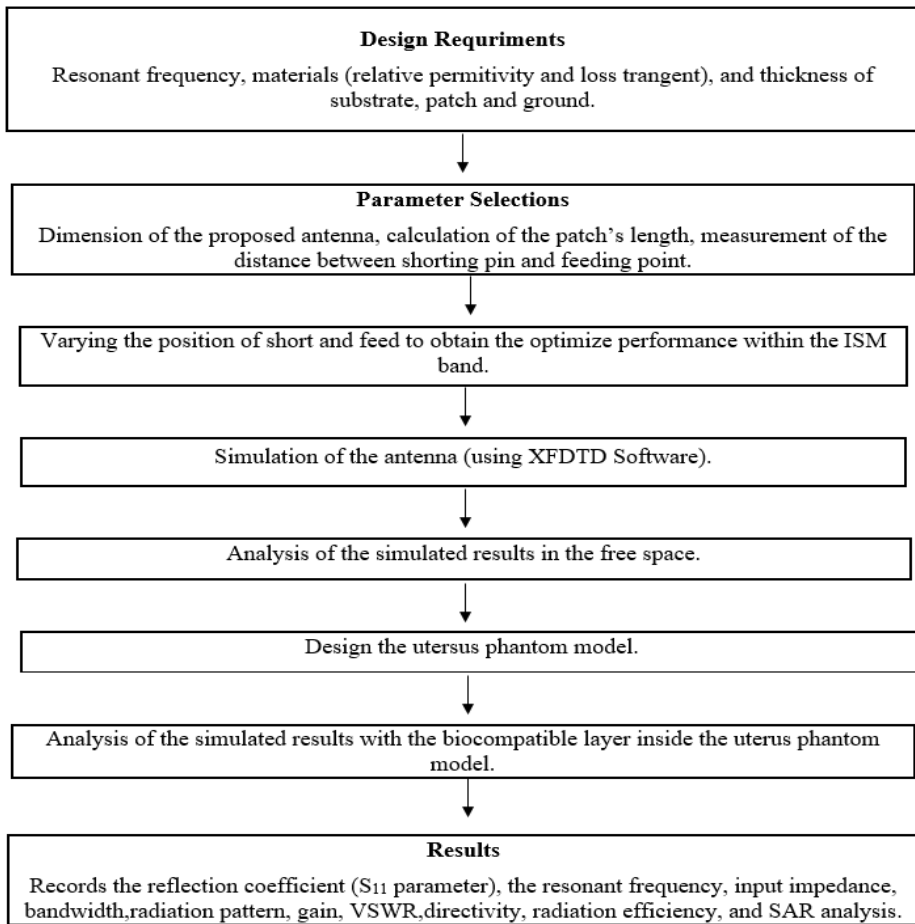 Design Requriments
Resonant frequency, materials (relative permitivity and loss trangent), and thickness of
substrate, patch and ground.
Parameter Selections
Dimension of the proposed antenna, calculation of the patch's length, measurement of the
distance between shorting pin and feeding point.
Varying the position of short and feed to obtain the optimize performance within the ISM
band.
Simulation of the antenna (using XFDTD Software).
Analysis of the simulated results in the free space.
Design the utersus phantom model.
Analysis of the simulated results with the biocompatible layer inside the uterus phantom
model.
Results
Records the reflection coefficient (S₁₁ parameter), the resonant frequency, input impedance,
bandwidth,radiation pattern, gain, VSWR,directivity, radiation efficiency, and SAR analysis.